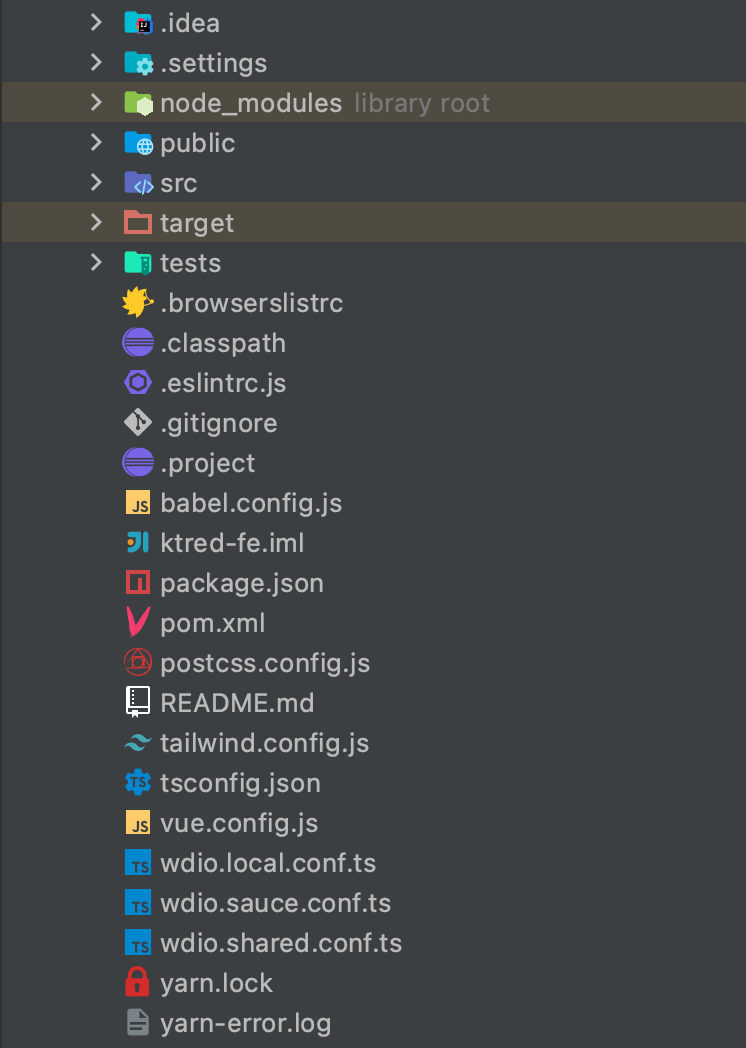 .idea
.settings
node_modules library root
public
src
target
tests
.browserslistrc
.classpath
.eslintrc.js
.gitignore
.project
babel.config.js
ktred-fe.iml
package.json
pom.xml
postcss.config.js
README.md
tailwind.config.js
tsconfig.json
vue.config.js
wdio.local.conf.ts
wdio.sauce.conf.ts
wdio.shared.conf.ts
yarn.lock
yarn-error.log